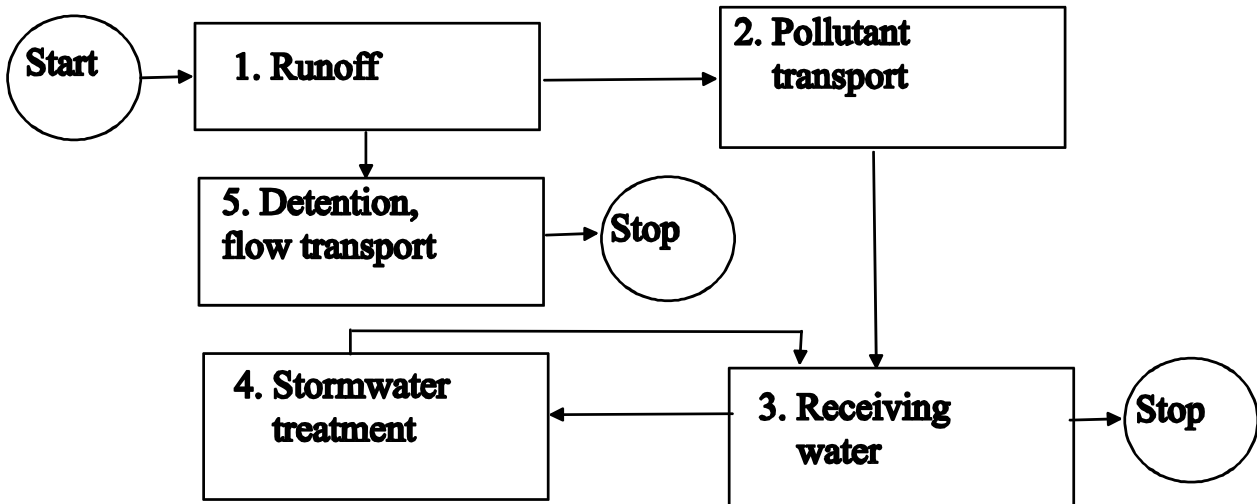 Start
1. Runoff
2. Pollutant
transport
5. Detention,
flow transport
Stop
4. Stormwater
treatment
3. Receiving
water
Stop